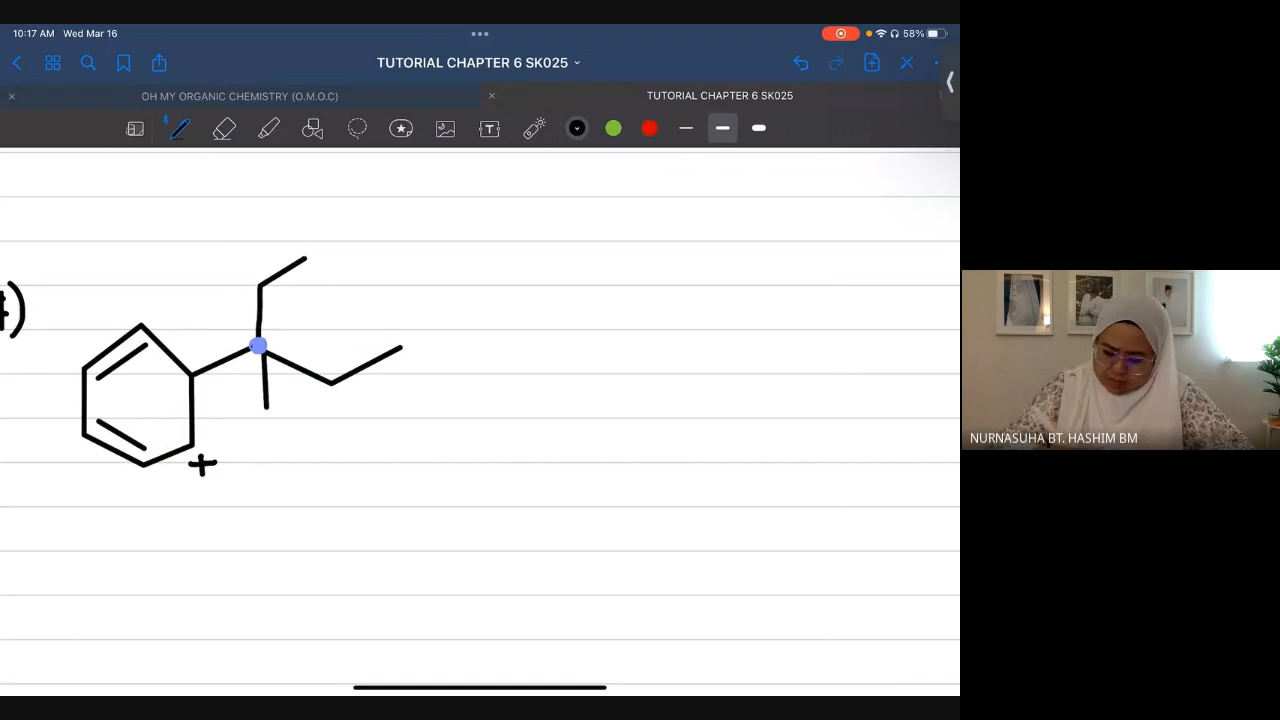 10:17 AM Wed Mar 16
58%
TUTORIAL CHAPTER 6 SK025
OH MY ORGANIC CHEMISTRY (O.M.O.C)
TUTORIAL CHAPTER 6 SK025
+
NURNASUHA BT. HASHIM BM